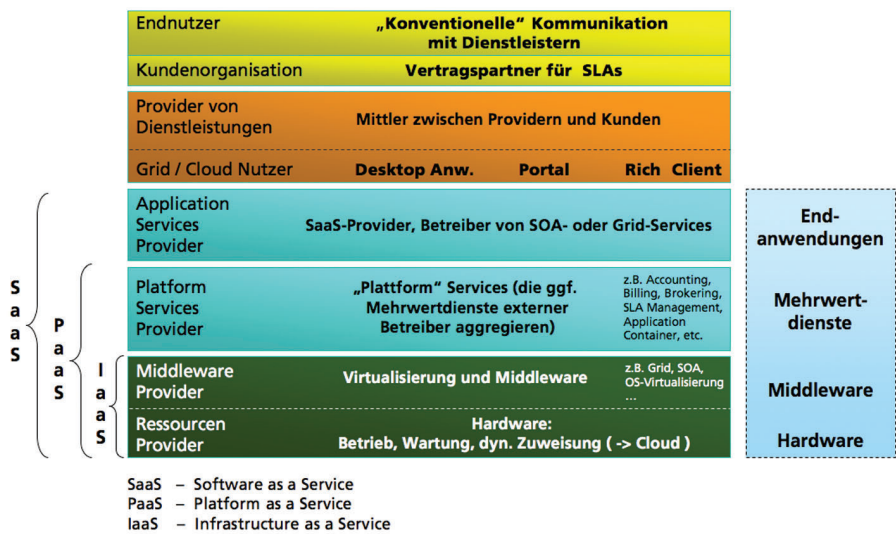 Endnutzer
„Konventionelle“ Kommunikation
mit Dienstleistern
Kundenorganisation
Vertragspartner für SLAs
Provider von
Dienstleistungen
Mittler zwischen Providern und Kunden
Grid / Cloud Nutzer
Desktop Anw.
Portal
Rich Client
Application
Services
Provider
SaaS-Provider, Betreiber von SOA- oder Grid-Services
End-
anwendungen
Platform
Services
Provider
„Plattform“ Services (die ggf.
Mehrwertdienste externer
Betreiber aggregieren)
z.B. Accounting,
Billing, Brokering,
SLA Management,
Application
Container, etc.
Mehrwert-
dienste
Middleware
Provider
Virtualisierung und Middleware
z.B. Grid, SOA,
OS-Virtualisierung
...
Middleware
Ressourcen
Provider
Hardware:
Betrieb, Wartung, dyn. Zuweisung ( -> Cloud )
Hardware
SaaS
PaaS
IaaS
SaaS – Software as a Service
PaaS – Platform as a Service
IaaS – Infrastructure as a Service